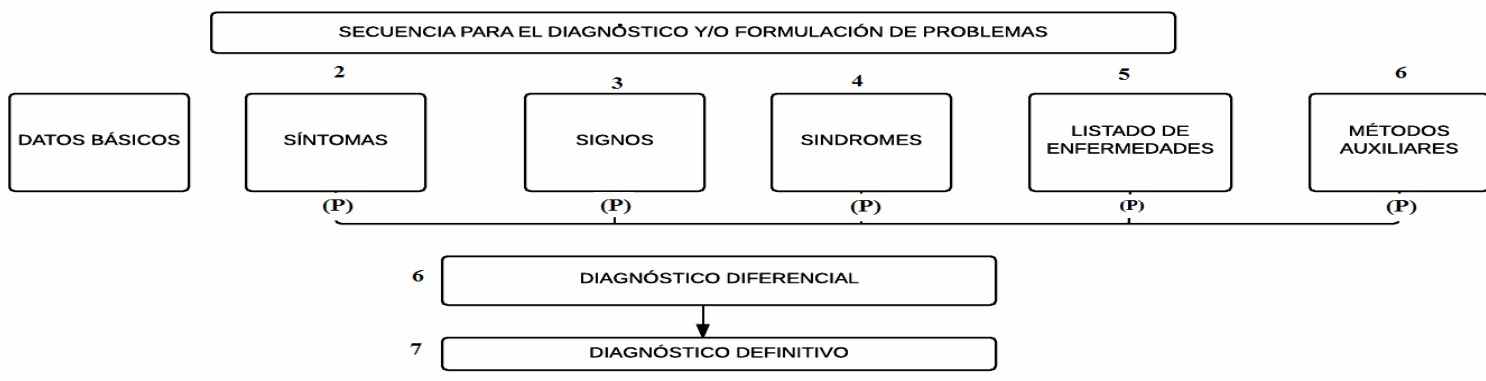 SECUENCIA PARA EL DIAGNÓSTICO Y/O FORMULACIÓN DE PROBLEMAS
2
3
4
5
6
DATOS BÁSICOS
SÍNTOMAS
SIGNOS
SINDROMES
LISTADO DE
ENFERMEDADES
MÉTODOS
AUXILIARES
(P)
(P)
(P)
(P)
(P)
6
DIAGNÓSTICO DIFERENCIAL
7
DIAGNÓSTICO DEFINITIVO